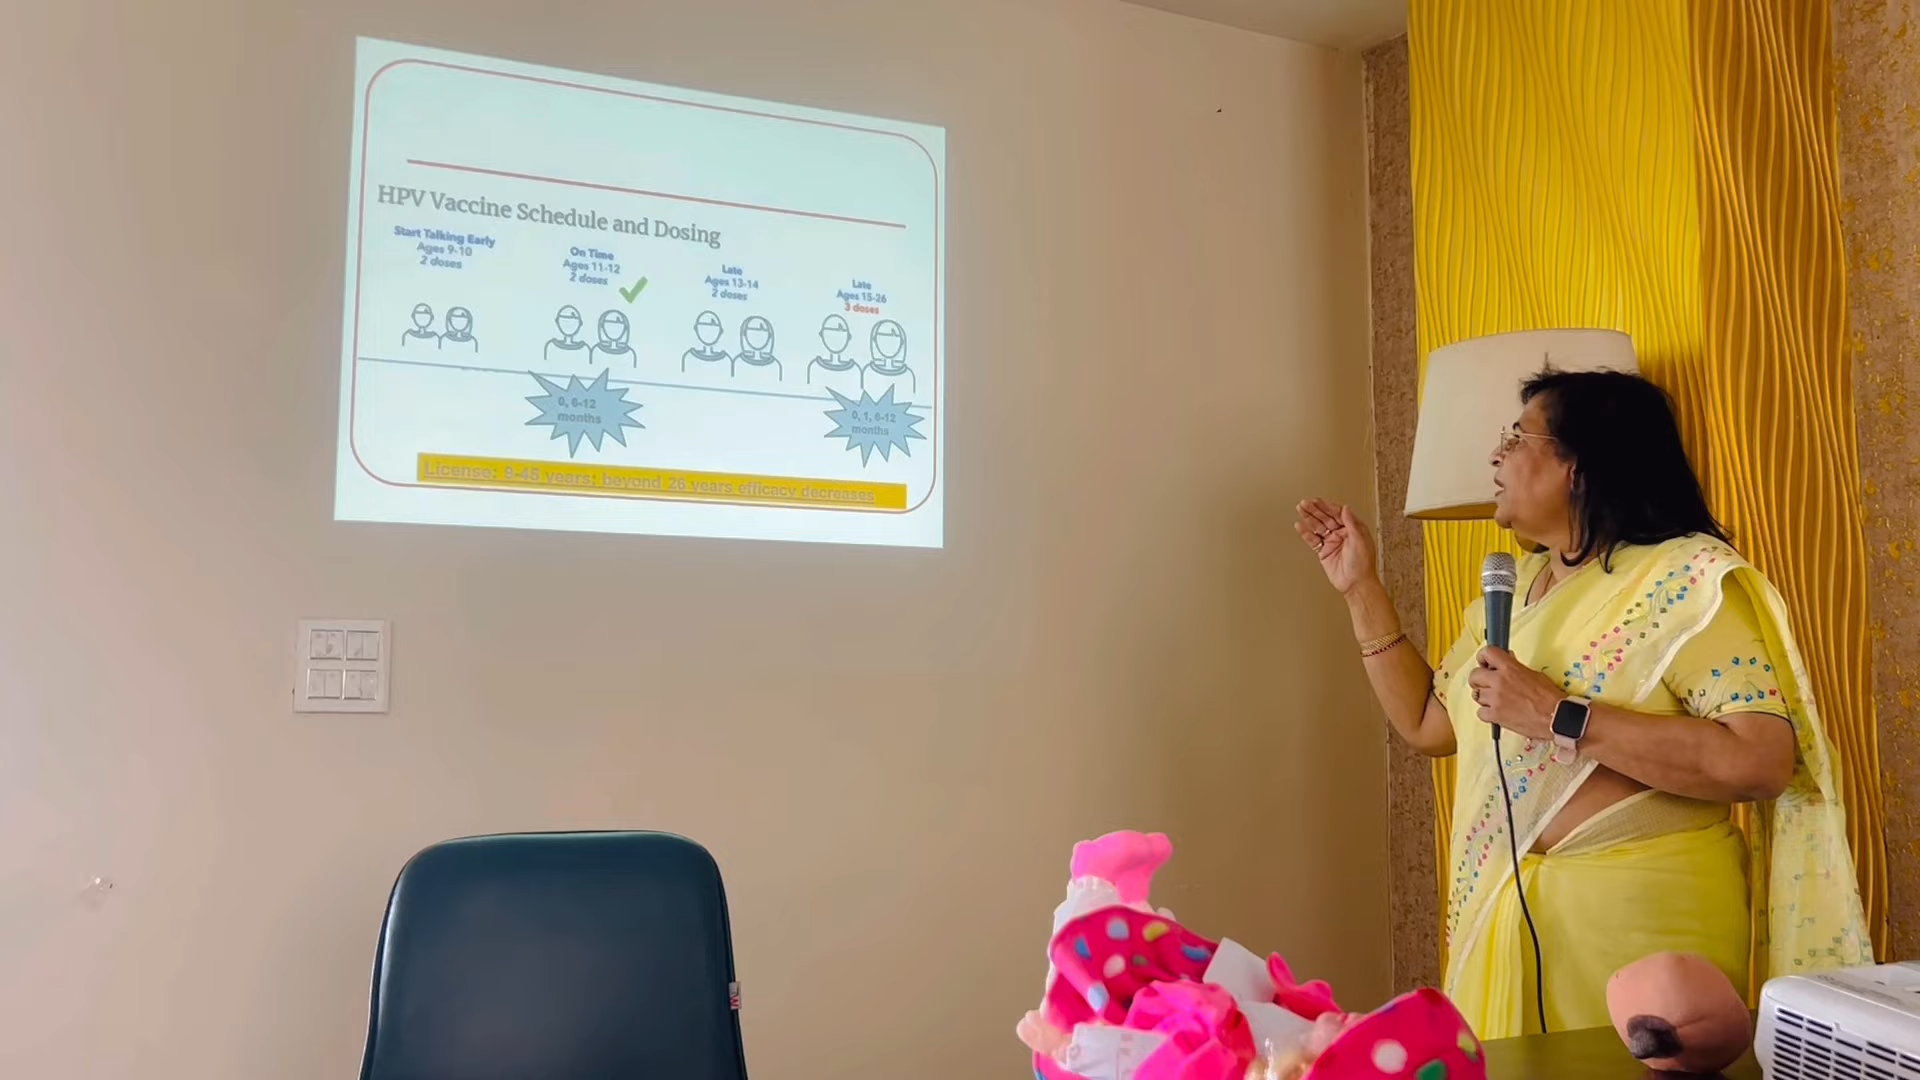 HPV Vaccine Schedule and Dosing
Start Talking Early
Ages 9-10
2 doses
On Time
Ages 11-12
2 doses
Late
Ages 13-14
2 doses
Late
Ages 15-26
3 doses
0, 6-12
months
0, 1, 6-12
months
License: 9-45 years; beyond 26 years efficacy decreases